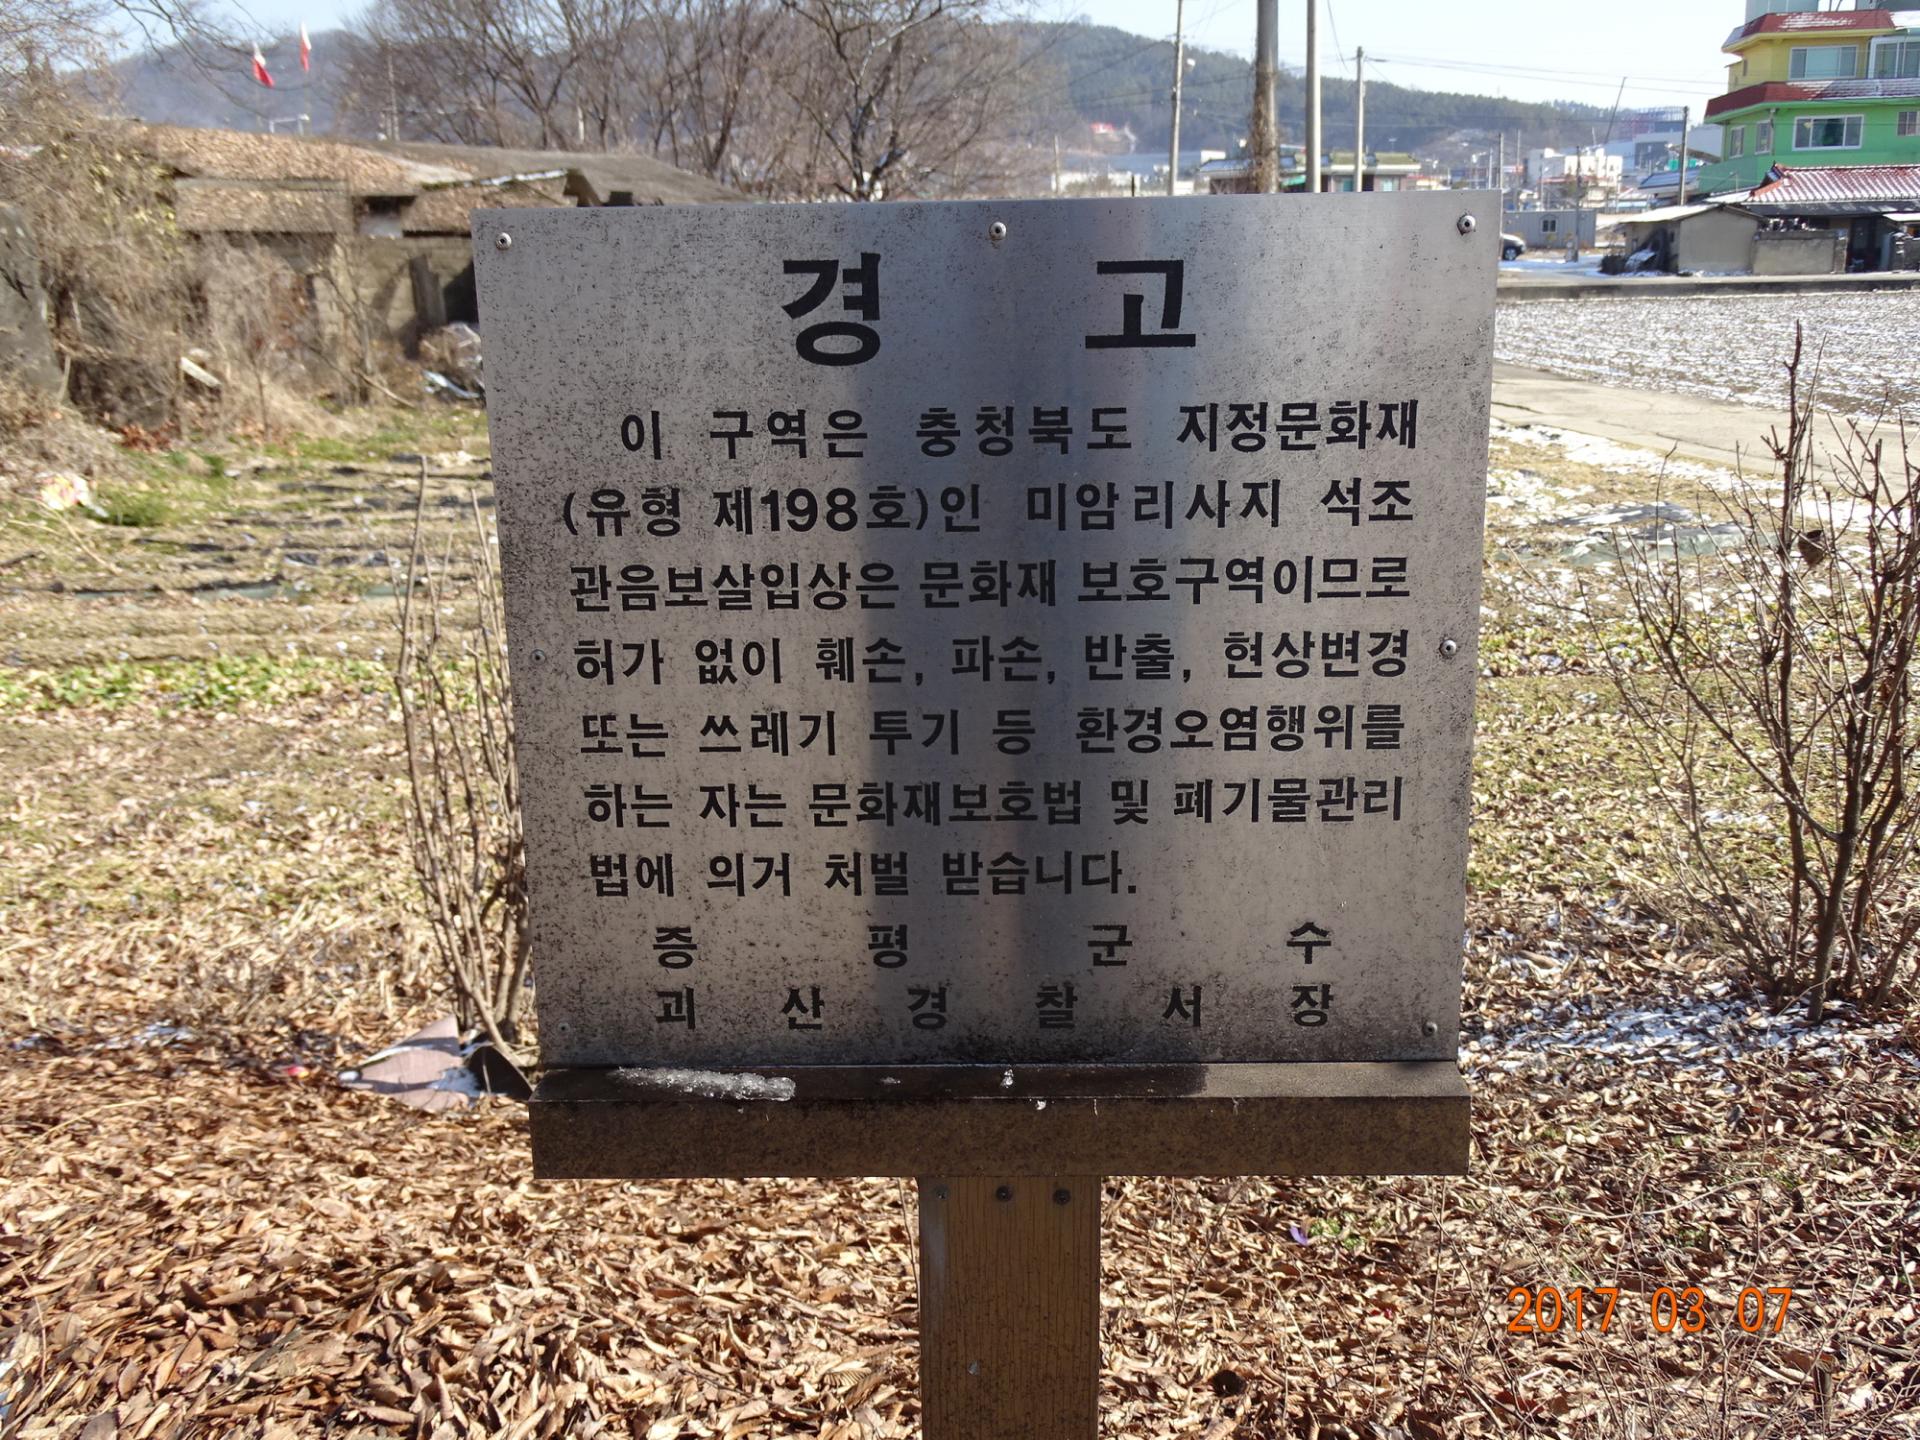 경 고
이 구역은 충청북도 지정문화재
(유형 제198호)인 미암리사지 석조
관음보살입상은 문화재 보호구역이므로
허가 없이 훼손, 파손, 반출, 현상변경
또는 쓰레기 투기 등 환경오염행위를
하는 자는 문화재보호법 및 폐기물관리
법에 의거 처벌 받습니다.
증 평 군 수
괴 산 경 찰 서 장
2017 03 07